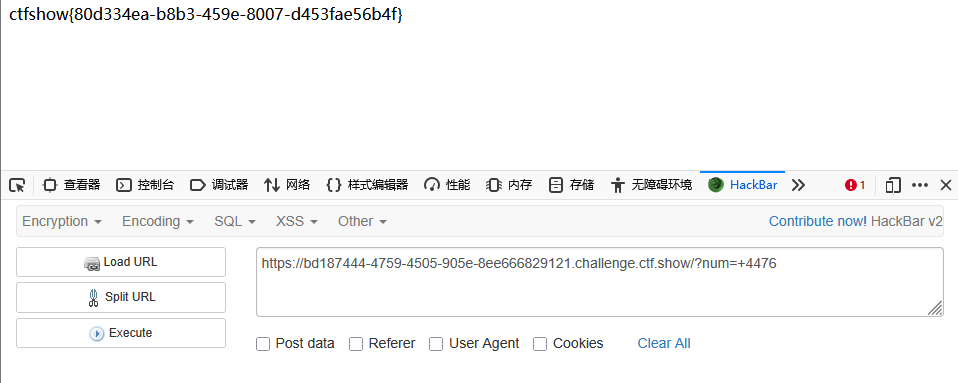 ctfshow{80d334ea-b8b3-459e-8007-d453fae56b4f}
查看器 控制台 调试器 网络 样式编辑器 性能 内存 存储 无障碍环境 HackBar 1
Encryption Encoding SQL XSS Other Contribute now! HackBar v2
Load URL https://bd187444-4759-4505-905e-8ee666829121.challenge.ctf.show/?num=+4476
Split URL
Execute
Post data Referer User Agent Cookies Clear All